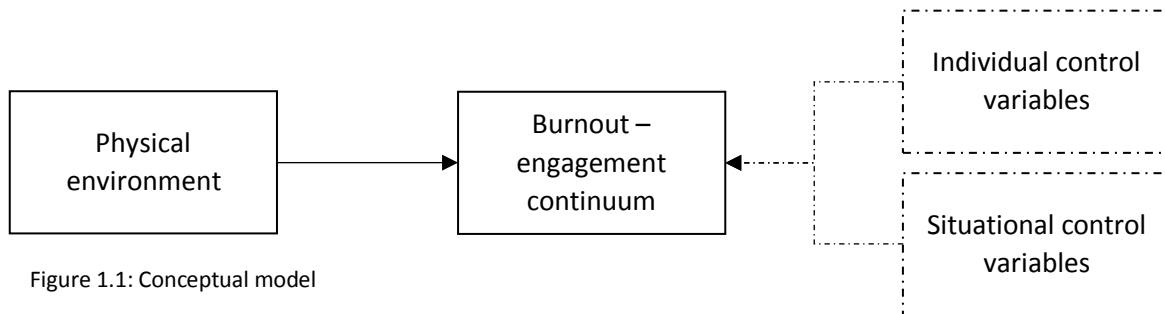 Physical
environment
Burnout –
engagement
continuum
Individual control
variables
Situational control
variables
Figure 1.1: Conceptual model